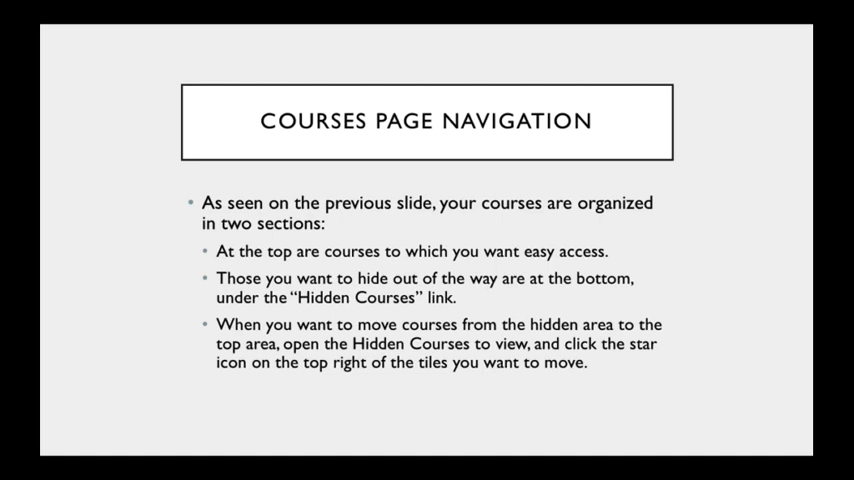 COURSES PAGE NAVIGATION
• As seen on the previous slide, your courses are organized
in two sections:
• At the top are courses to which you want easy access.
• Those you want to hide out of the way are at the bottom,
under the “Hidden Courses” link.
• When you want to move courses from the hidden area to the
top area, open the Hidden Courses to view, and click the star
icon on the top right of the tiles you want to move.